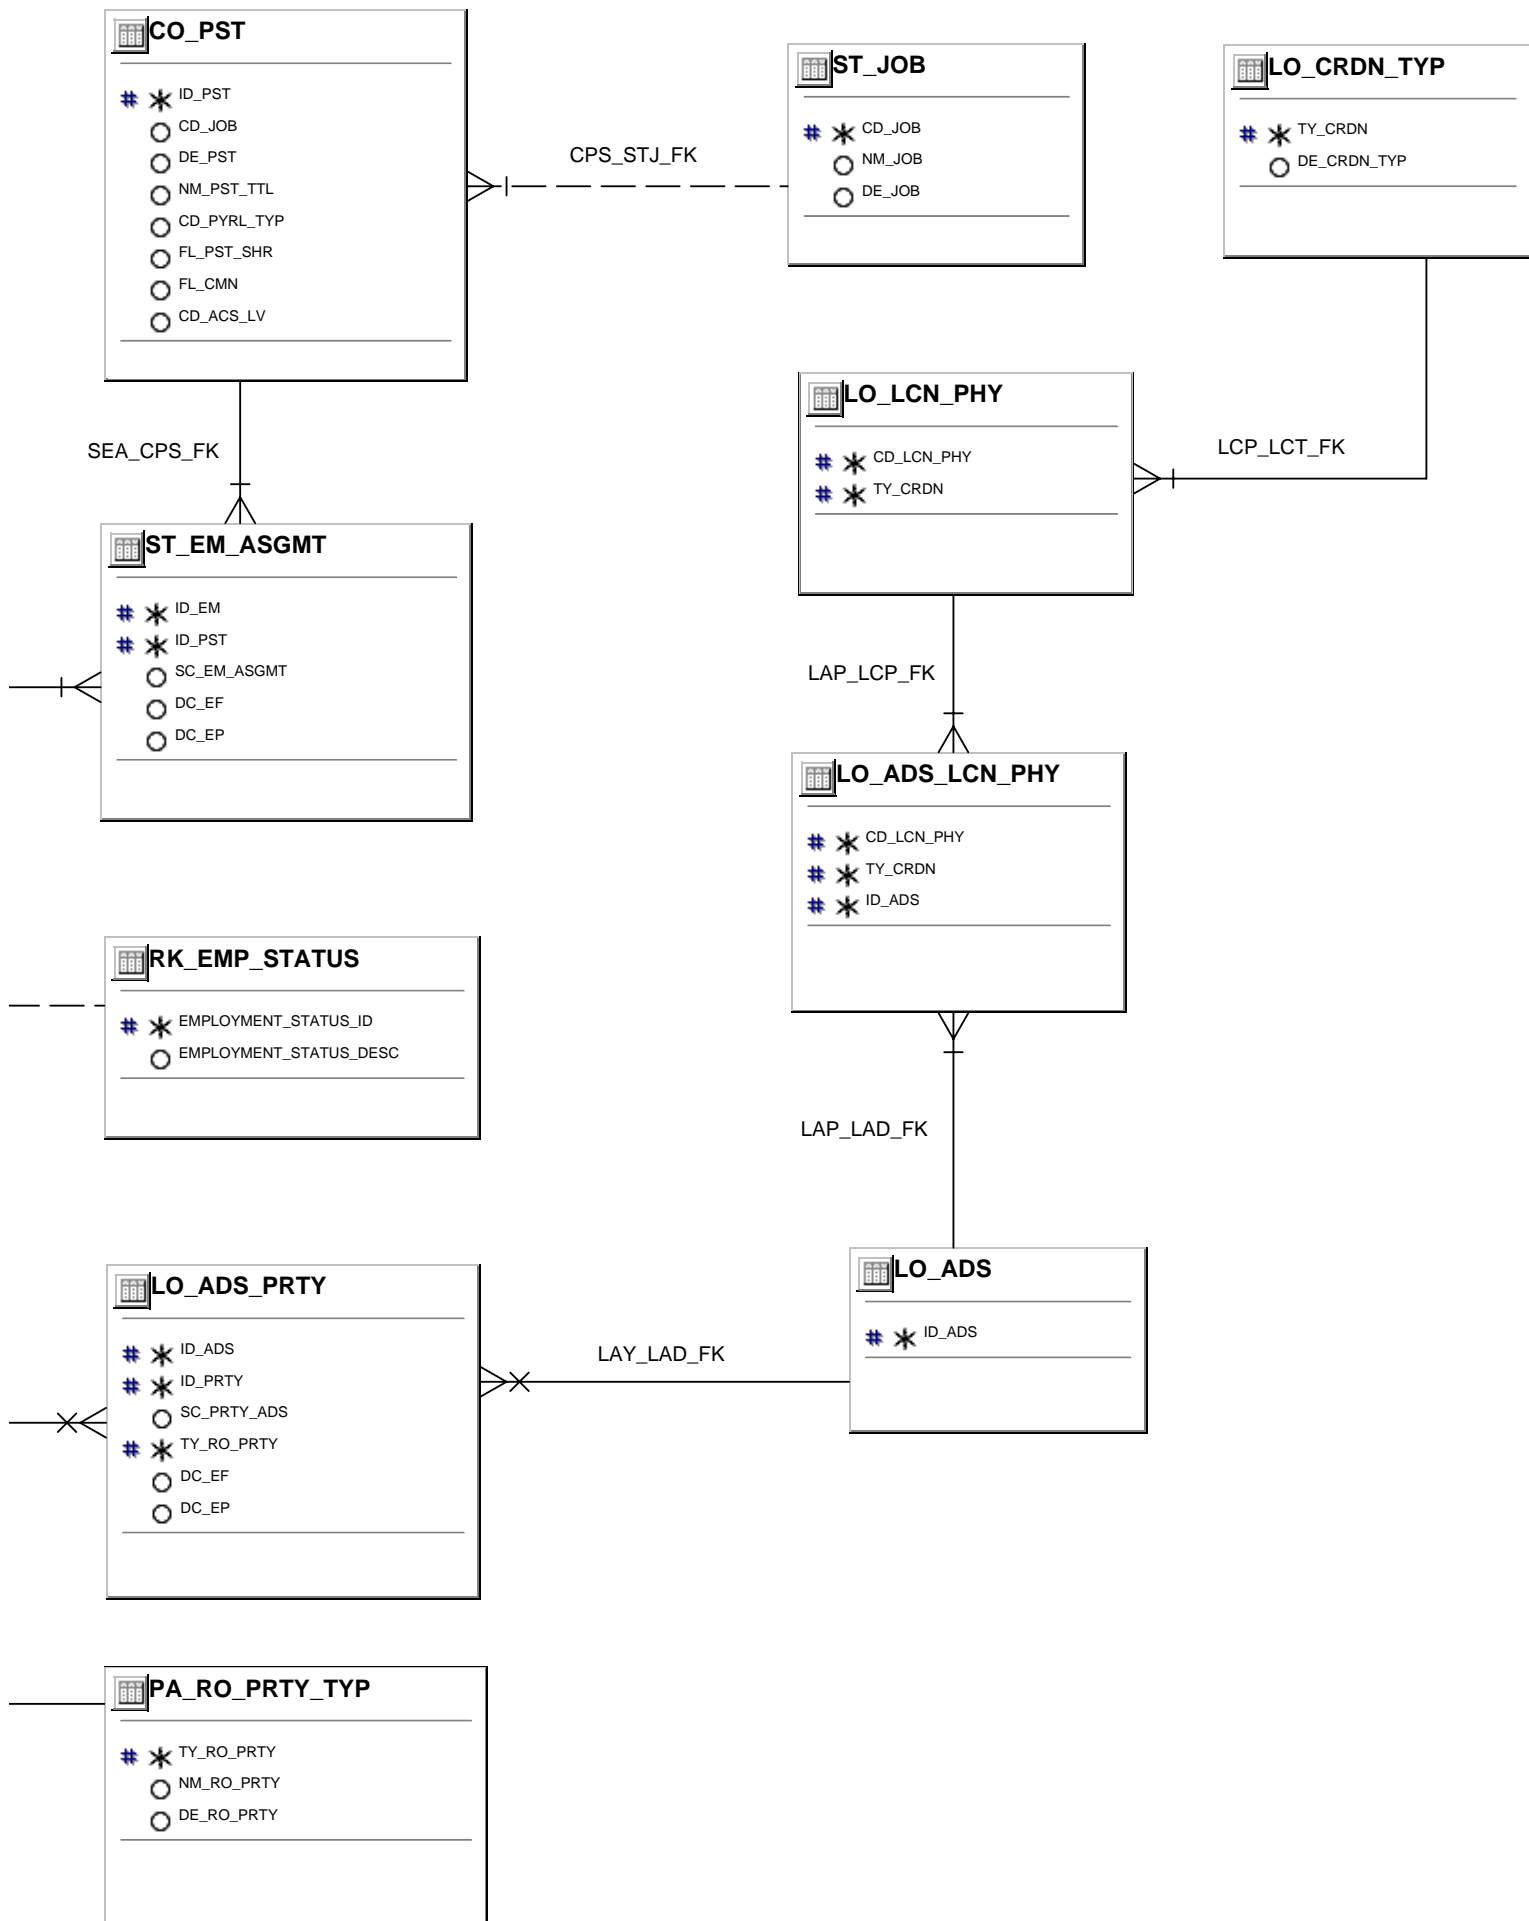 CO_PST
# * ID_PST
CD_JOB
DE_PST
NM_PST_TTL
CD_PYRL_TYP
FL_PST_SHR
FL_CMN
CD_ACS_LV
CPS_STJ_FK
ST_JOB
# * CD_JOB
NM_JOB
DE_JOB
LO_CRDN_TYP
# * TY_CRDN
DE_CRDN_TYP
SEA_CPS_FK
LO_LCN_PHY
# * CD_LCN_PHY
# * TY_CRDN
LCP_LCT_FK
ST_EM_ASGMT
# * ID_EM
# * ID_PST
SC_EM_ASGMT
DC_EF
DC_EP
LAP_LCP_FK
LO_ADS_LCN_PHY
# * CD_LCN_PHY
# * TY_CRDN
# * ID_ADS
RK_EMP_STATUS
# * EMPLOYMENT_STATUS_ID
EMPLOYMENT_STATUS_DESC
LAP_LAD_FK
LO_ADS_PRTY
# * ID_ADS
# * ID_PRTY
SC_PRTY_ADS
# * TY_RO_PRTY
DC_EF
DC_EP
LAY_LAD_FK
LO_ADS
# * ID_ADS
PA_RO_PRTY_TYP
# * TY_RO_PRTY
NM_RO_PRTY
DE_RO_PRTY